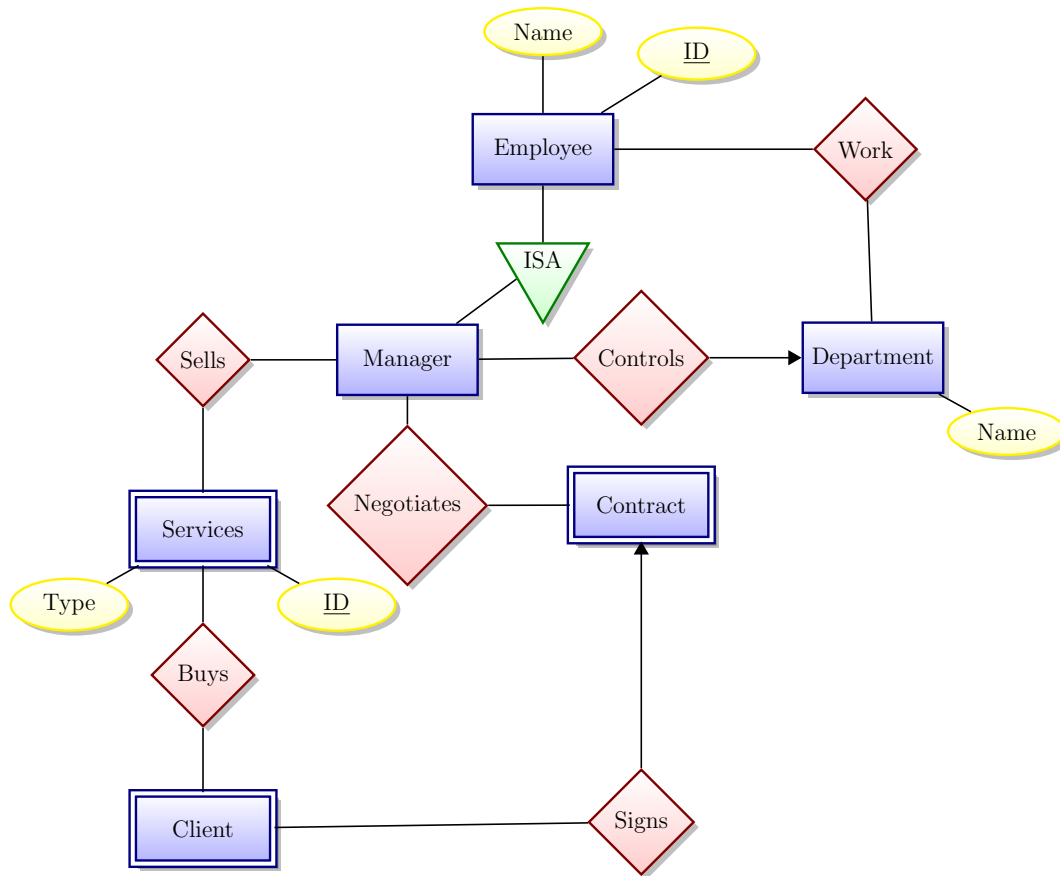 Name
ID
Employee
Work
ISA
Sells
Manager
Controls
Department
Name
Negotiates
Contract
Services
Type
ID
Buys
Client
Signs